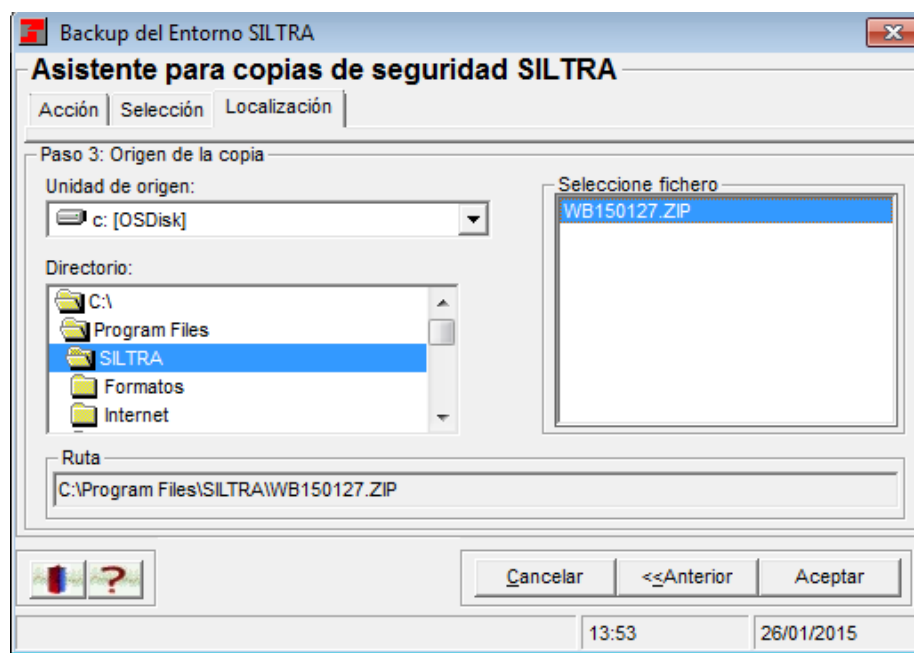 Backup del Entorno SILTRA
Asistente para copias de seguridad SILTRA
Acción Selección Localización
Paso 3: Origen de la copia
Unidad de origen:
c: [OSDisk]
Directorio:
C:\
Program Files
SILTRA
Formatos
Internet
Seleccione fichero
WB150127.ZIP
Ruta
C:\Program Files\SILTRA\WB150127.ZIP
? Cancelar <<Anterior Aceptar
13:53 26/01/2015